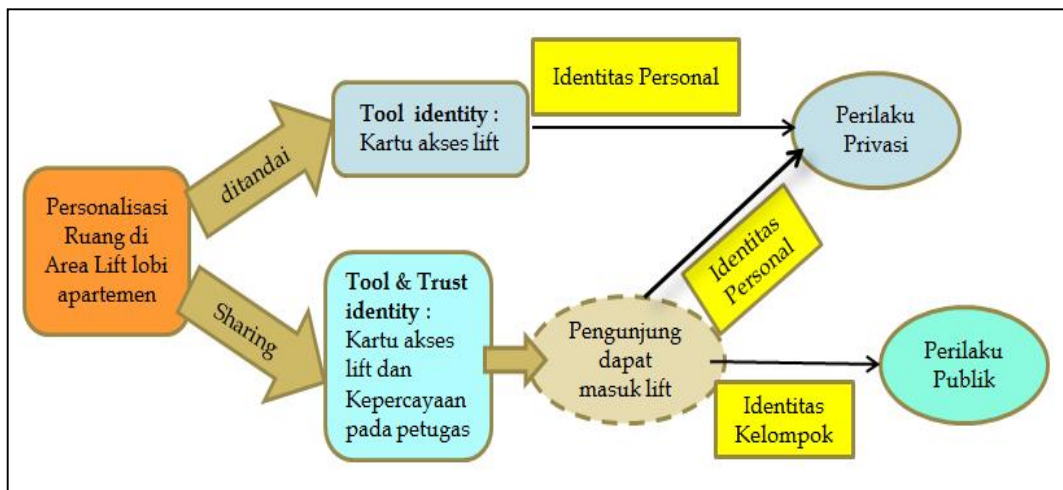 Personalisasi
Ruang di
Area Lift lobi
apartemen
ditandai
Sharing
Tool identity :
Kartu akses lift
Tool & Trust
identity :
Kartu akses
lift dan
Kepercayaan
pada petugas
Identitas Personal
Pengunjung
dapat
masuk lift
Identitas
Personal
Identitas
Kelompok
Perilaku
Privasi
Perilaku
Publik